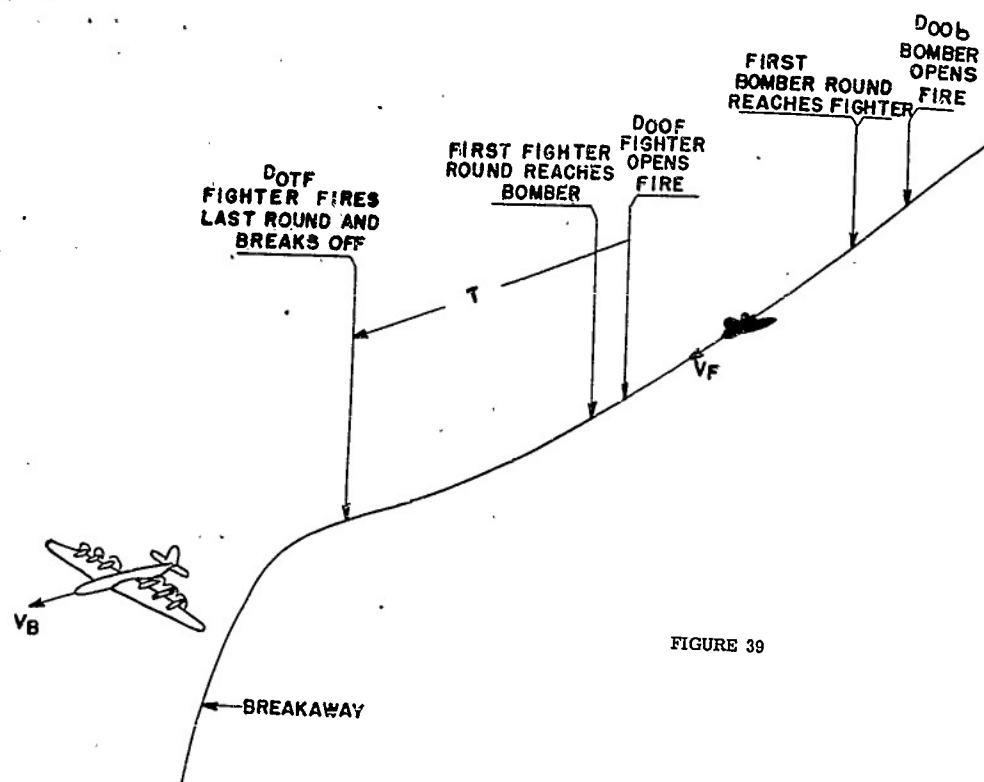 DOOb
BOMBER
OPENS
FIRE
FIRST
BOMBER ROUND
REACHES FIGHTER
DOOF
FIGHTER
OPENS
FIRE
FIRST FIGHTER
ROUND REACHES
BOMBER
DOTF
FIGHTER FIRES
LAST ROUND AND
BREAKS OFF
T
VF
VB
BREAKAWAY
FIGURE 39